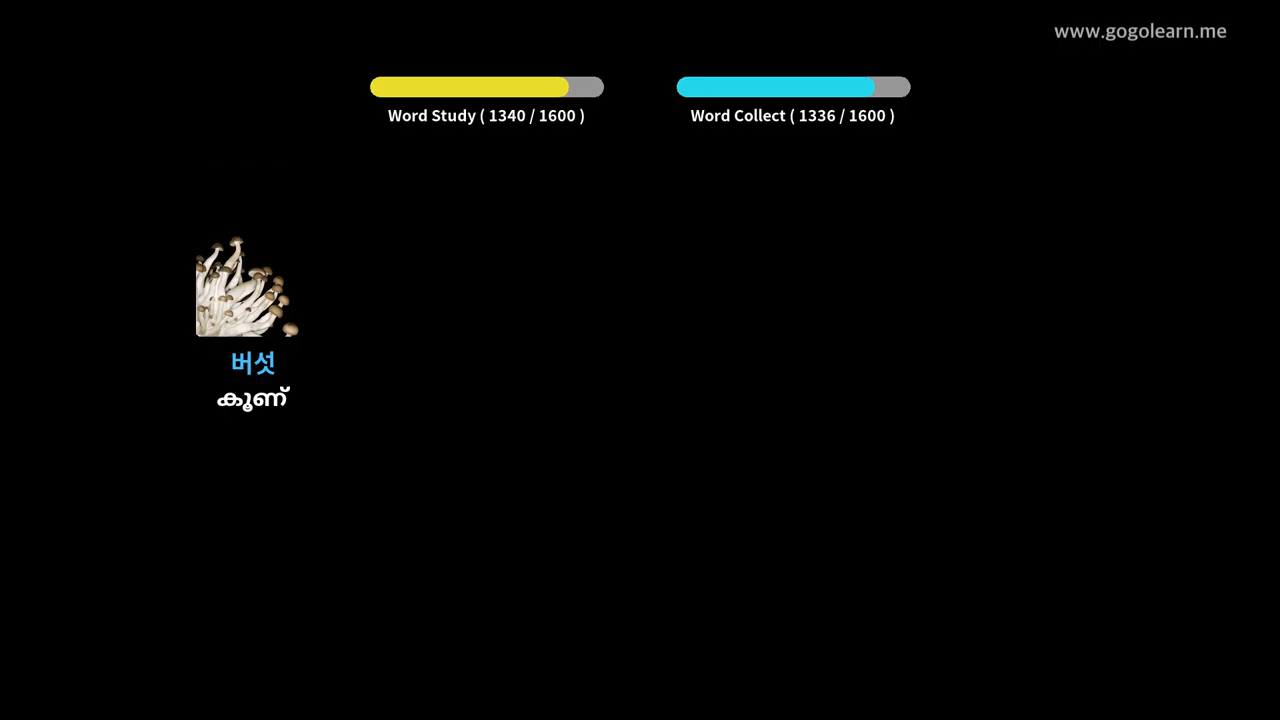 www.gogolearn.me
Word Study ( 1340 / 1600 )
Word Collect ( 1336 / 1600 )
버섯
കൂണ്